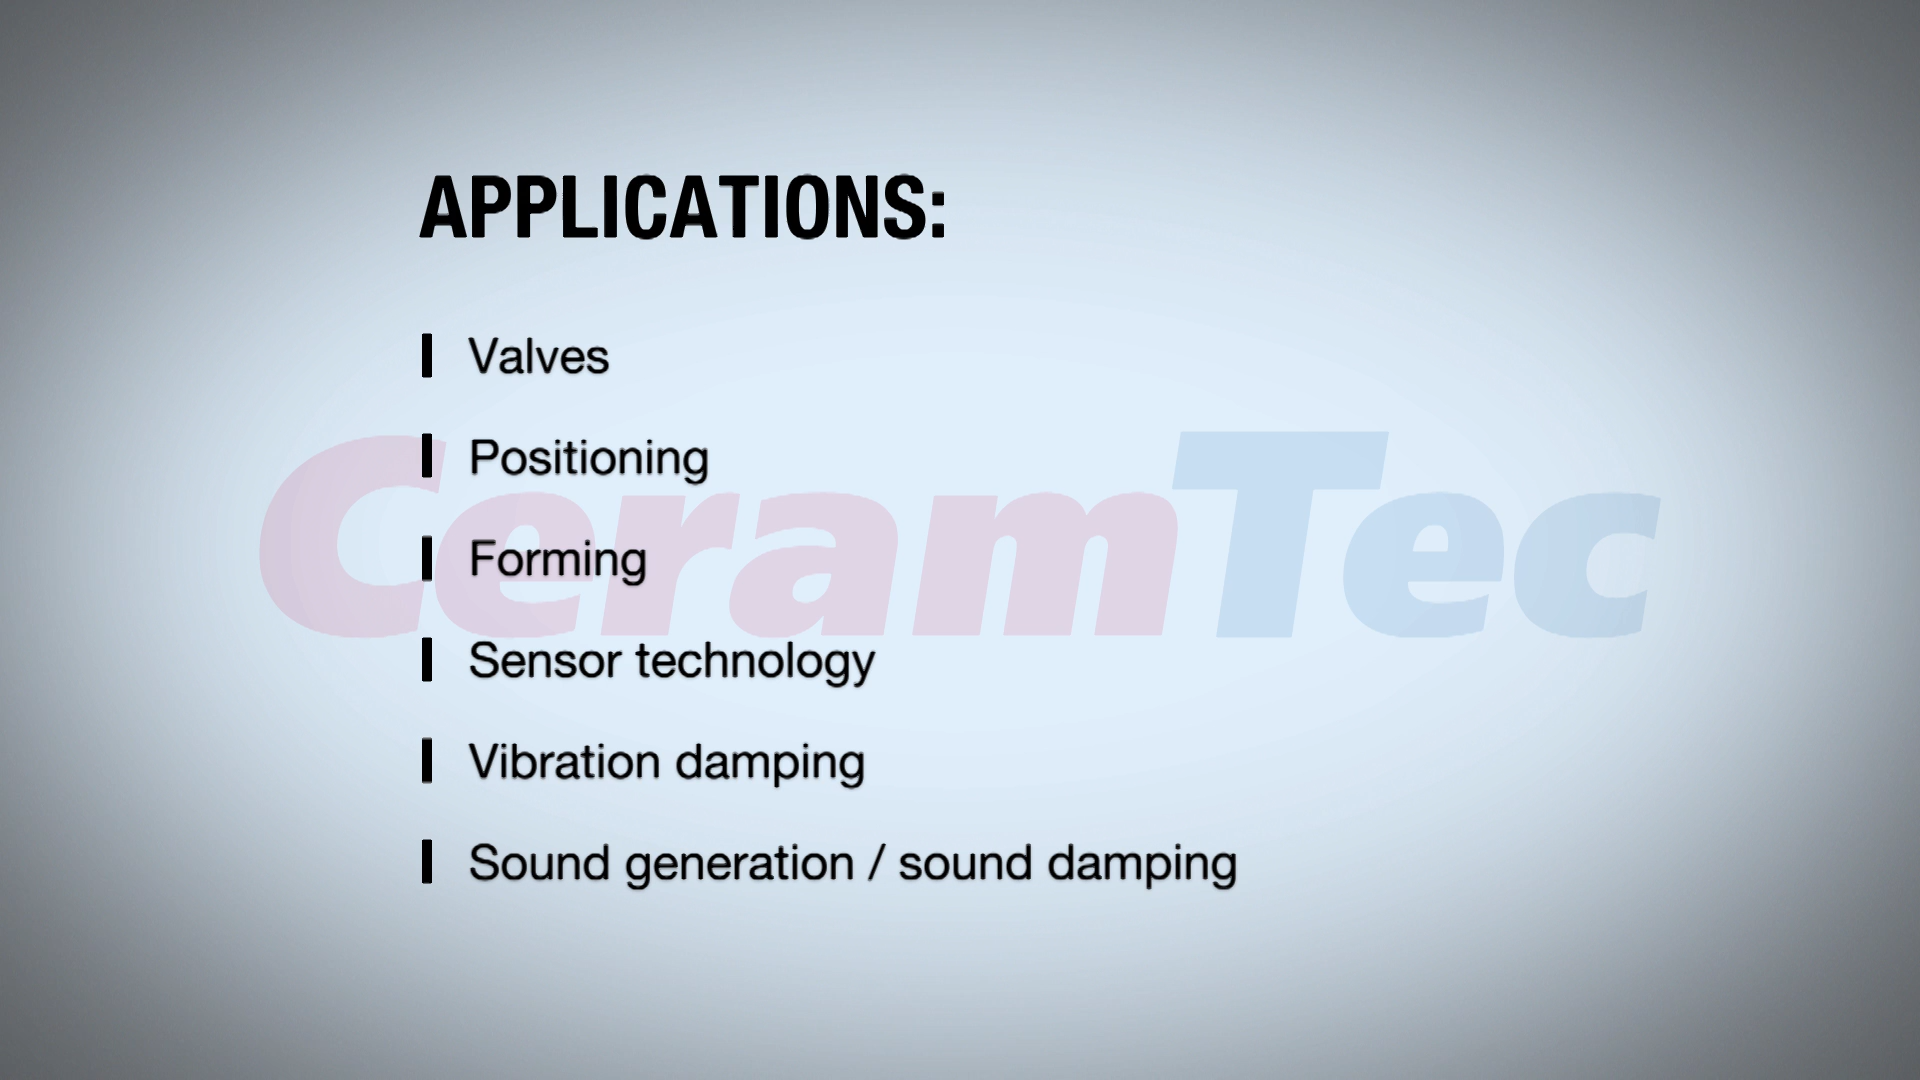 APPLICATIONS:
Valves
Positioning
CeramTec
Forming
Sensor technology
Vibration damping
Sound generation / sound damping